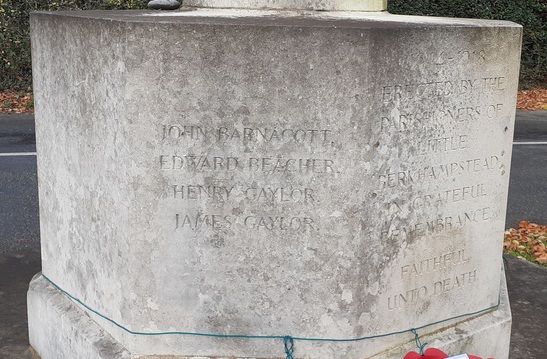 JOHN BARNACOTT,
EDWARD BEACHER,
HENRY GAYLOR.
JAMES GAYLOR.
1918
ERECTED BY THE
PARISHIONERS OF
LITTLE
BERKHAMPSTEAD
IN GRATEFUL
REMEMBRANCE.
FAITHFUL
UNTO DEATH